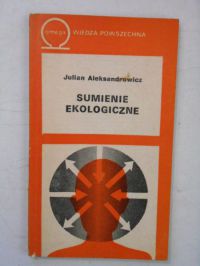 omega
WIEDZA POWSZECHNA
Julian Aleksandrowicz
SUMIENIE
EKOLOGICZNE